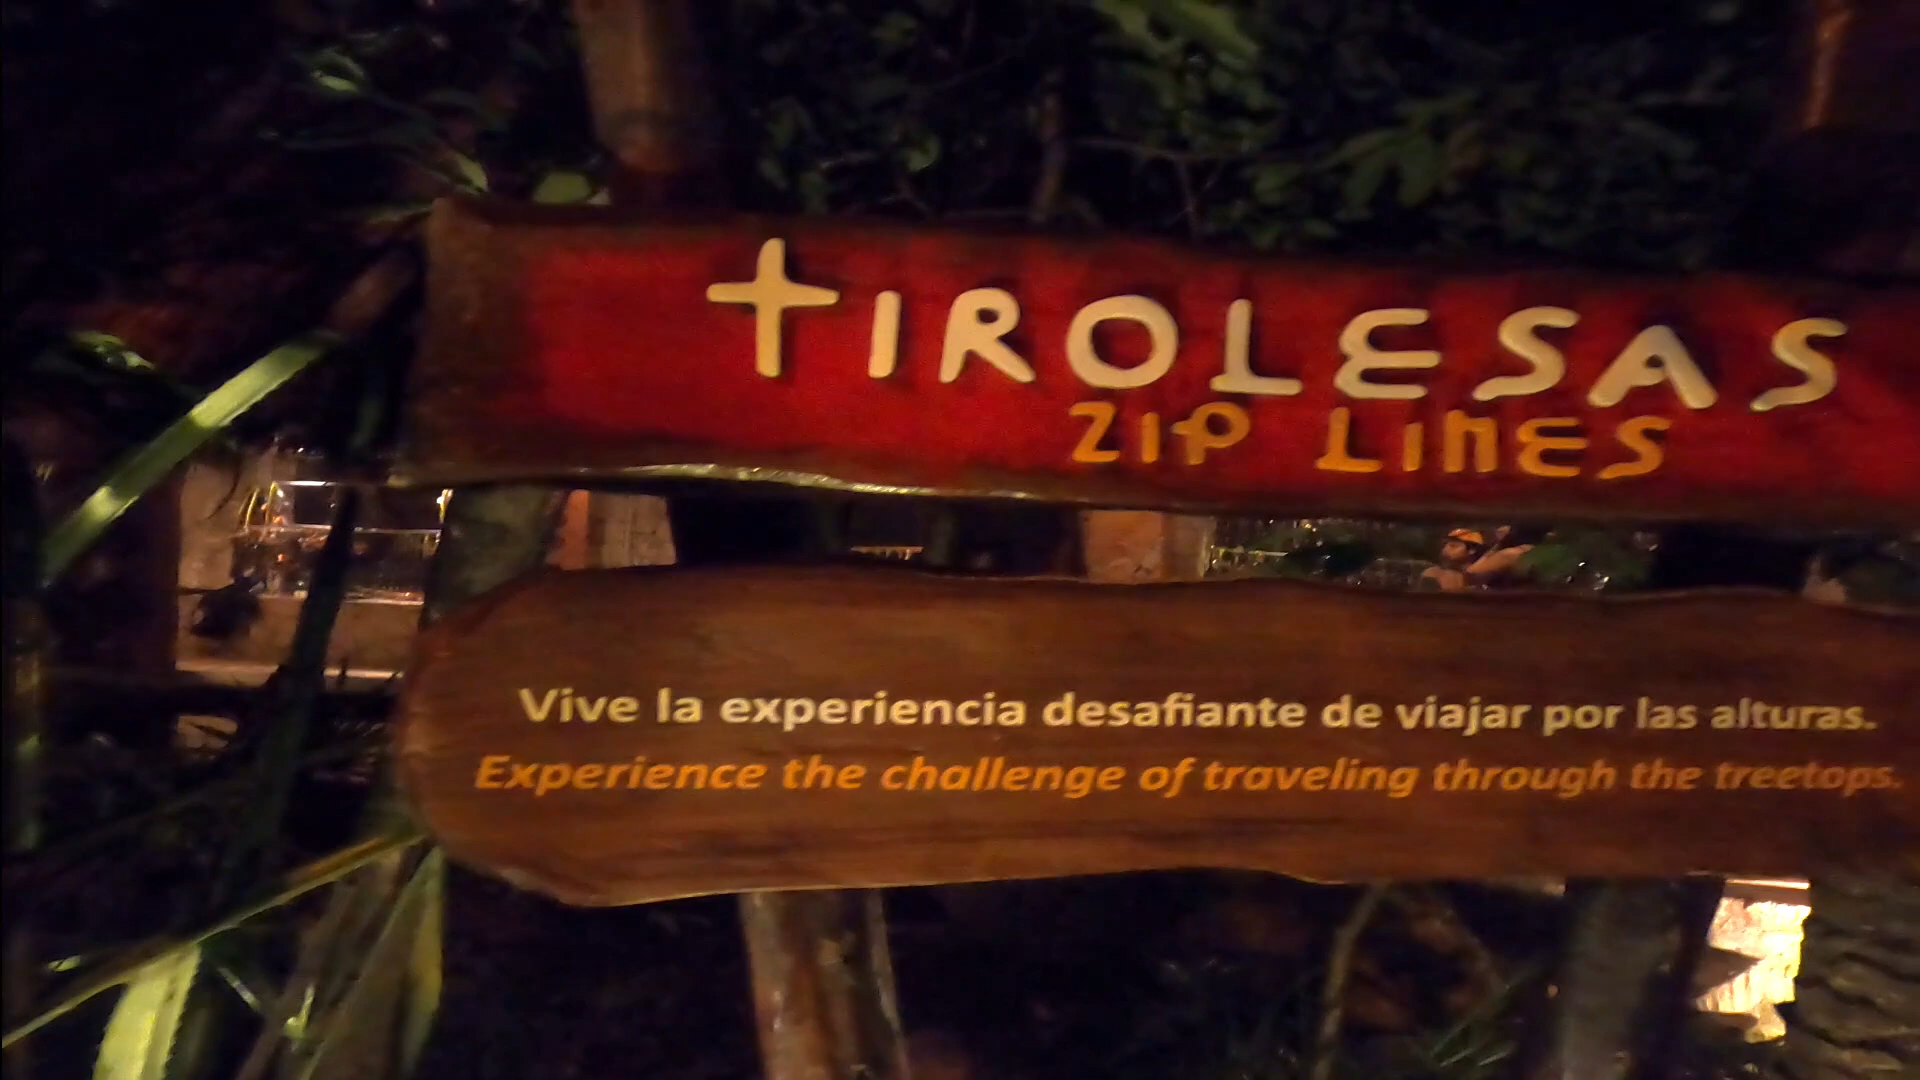 TIROLESAS
ZIP LINES
Vive la experiencia desafiante de viajar por las alturas.
Experience the challenge of traveling through the treetops.